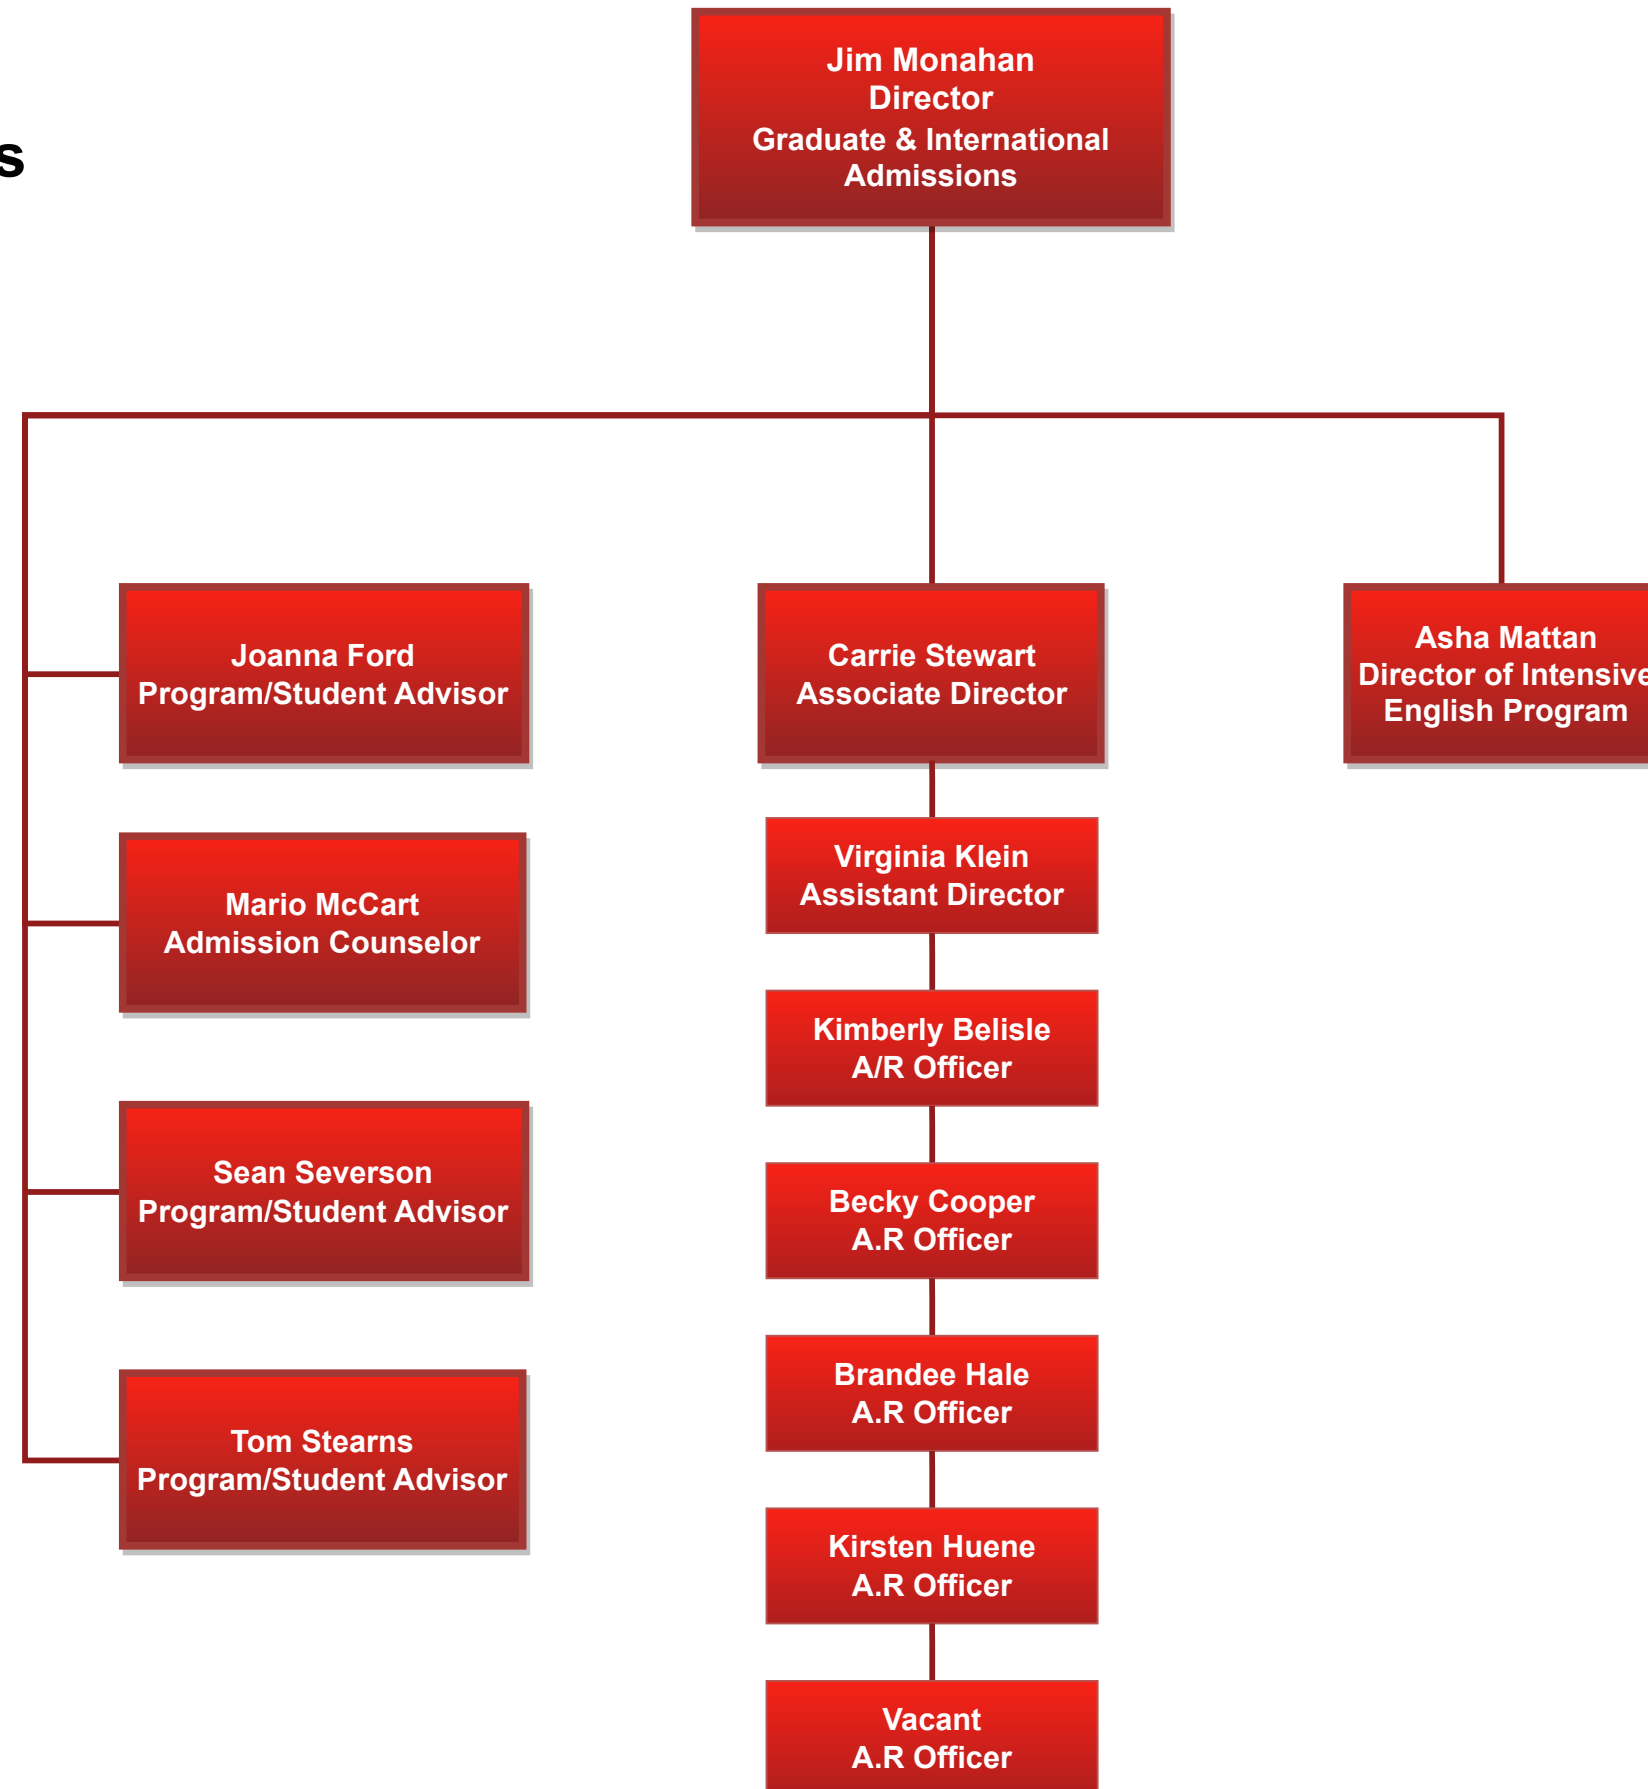 Jim Monahan
Director
Graduate & International
Admissions
s
Joanna Ford
Program/Student Advisor
Mario McCart
Admission Counselor
Sean Severson
Program/Student Advisor
Tom Stearns
Program/Student Advisor
Carrie Stewart
Associate Director
Virginia Klein
Assistant Director
Kimberly Belisle
A/R Officer
Becky Cooper
A.R Officer
Brandee Hale
A.R Officer
Kirsten Huene
A.R Officer
Vacant
A.R Officer
Asha Mattan
Director of Intensive
English Program